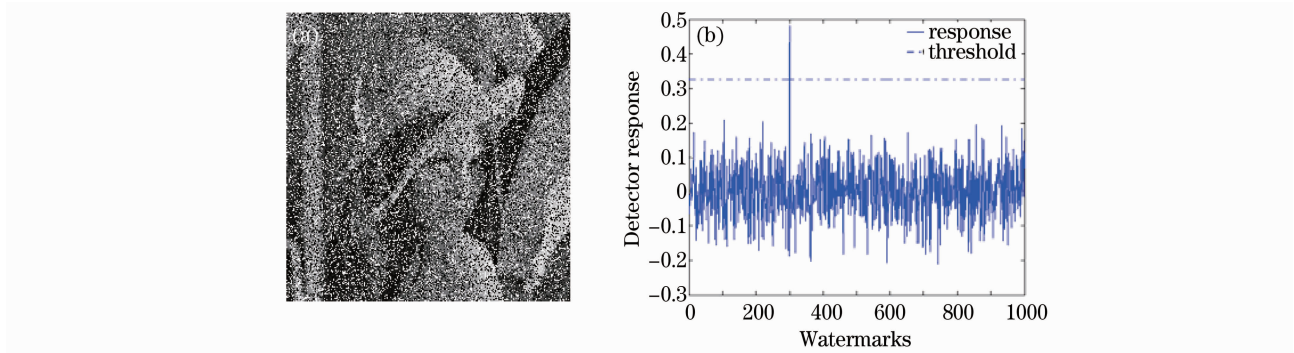 (a)
(b)
response
threshold
Detector response
0.5
0.4
0.3
0.2
0.1
0
−0.1
−0.2
−0.3
0
200
400
600
800
1000
Watermarks